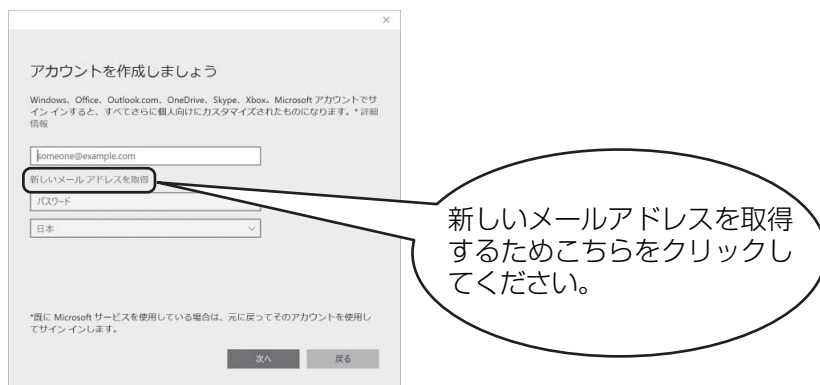 アカウントを作成しましょう
Windows、Office、Outlook.com、OneDrive、Skype、Xbox。Microsoft アカウントでサ
イン インすると、すべてさらに個人向けにカスタマイズされたものになります。* 詳細
情報
someone@example.com
新しいメール アドレスを取得
パスワード
日本
*既に Microsoft サービスを使用している場合は、元に戻ってそのアカウントを使用し
てサイン インします。
次へ
戻る
新しいメールアドレスを取得
するためこちらをクリックし
てください。